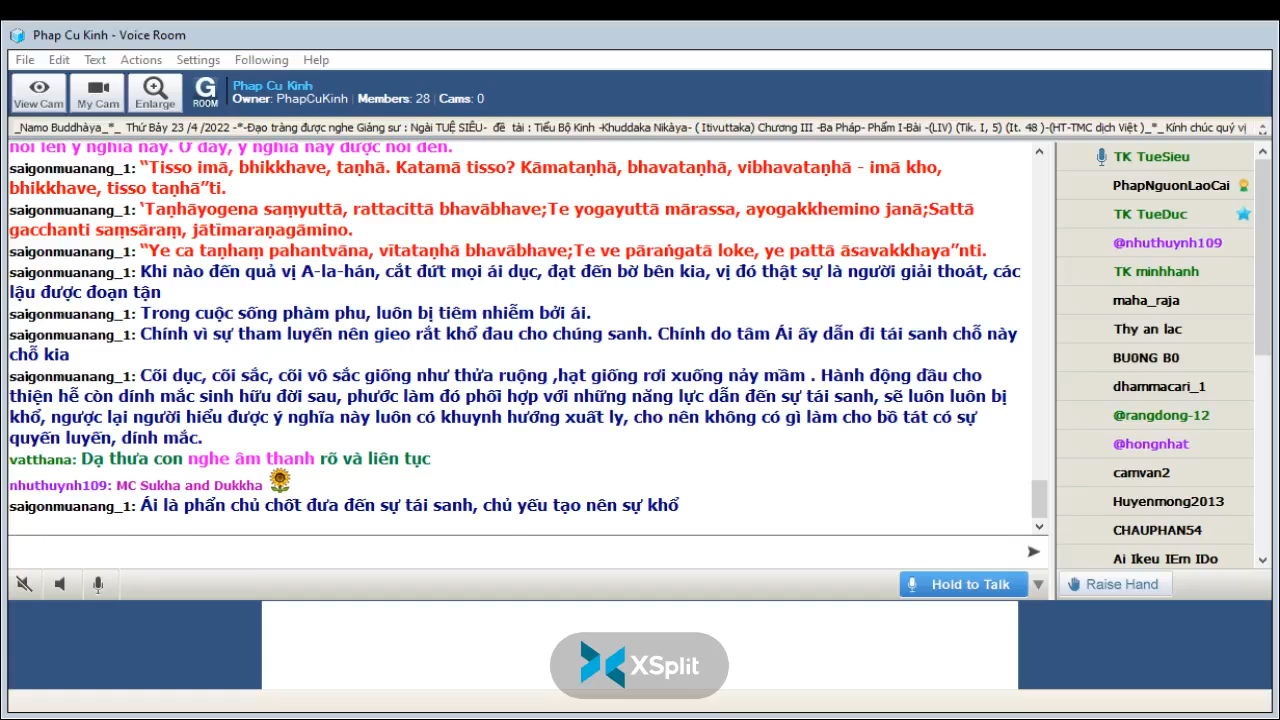 Phap Cu Kinh - Voice Room
File Edit Text Actions Settings Following Help
View Cam My Cam Enlarge G ROOM
Phap Cu Kinh
Owner: PhapCuKinh Members: 28 Cams: 0
_Namo Buddhàya_*_ Thứ Bảy 23 /4 /2022 -*-Đạo tràng được nghe Giảng sư : Ngài TUỆ SIÊU- đề tài : Tiểu Bộ Kinh -Khuddaka Nikàya- ( Itivuttaka) Chương III -Ba Pháp- Phẩm I-Bài -(LIV) (Tik. I, 5) (It. 48 )-(HT-TMC dịch Việt )_*_ Kính chúc quý vị
nói lên ý nghĩa này. Ở đây, ý nghĩa này được nói đến.
saigonmuanang_1: “Tisso imā, bhikkhave, taṇhā. Katamā tisso? Kāmataṇhā, bhavataṇhā, vibhavataṇhā - imā kho,
bhikkhave, tisso taṇhā”ti.
saigonmuanang_1: ‘Taṇhāyogena saṃyuttā, rattacittā bhavābhave;Te yogayuttā mārassa, ayogakkhemino janā;Sattā
gacchanti saṃsāraṃ, jātīmaraṇagāmino.
saigonmuanang_1: “Ye ca taṇhaṃ pahantvāna, vītataṇhā bhavābhave;Te ve pāraṅgatā loke, ye pattā āsavakkhaya”nti.
saigonmuanang_1: Khi nào đến quả vị A-la-hán, cắt đứt mọi ái dục, đạt đến bờ bên kia, vị đó thật sự là người giải thoát, các
lậu được đoạn tận
saigonmuanang_1: Trong cuộc sống phàm phu, luôn bị tiêm nhiễm bởi ái.
saigonmuanang_1: Chính vì sự tham luyến nên gieo rắt khổ đau cho chúng sanh. Chính do tâm Ái ấy dẫn đi tái sanh chỗ này
chỗ kia
saigonmuanang_1: Cõi dục, cõi sắc, cõi vô sắc giống như thửa ruộng ,hạt giống rơi xuống nảy mầm . Hành động đầu cho
thiện hễ còn dính mắc sinh hữu đời sau, phước làm đó phối hợp với những năng lực dẫn đến sự tái sanh, sẽ luôn luôn bị
khổ, ngược lại người hiểu được ý nghĩa này luôn có khuynh hướng xuất ly, cho nên không có gì làm cho bồ tát có sự
quyến luyến, dính mắc.
vatthana: Dạ thưa con nghe âm thanh rõ và liên tục
nhuthuynh109: MC Sukha and Dukkha
saigonmuanang_1: Ái là phẩn chủ chốt đưa đến sự tái sanh, chủ yếu tạo nên sự khổ
TK TueSieu
PhapNguonLaoCai
TK TueDuc
@nhuthuynh109
TK minhhanh
maha_raja
Thy an lac
BU0NG B0
dhammacari_1
@rangdong-12
@hongnhat
camvan2
Huyenmong2013
CHAUPHAN54
Ai Ikeu IEm IDo
Hold to Talk
Raise Hand
XSplit